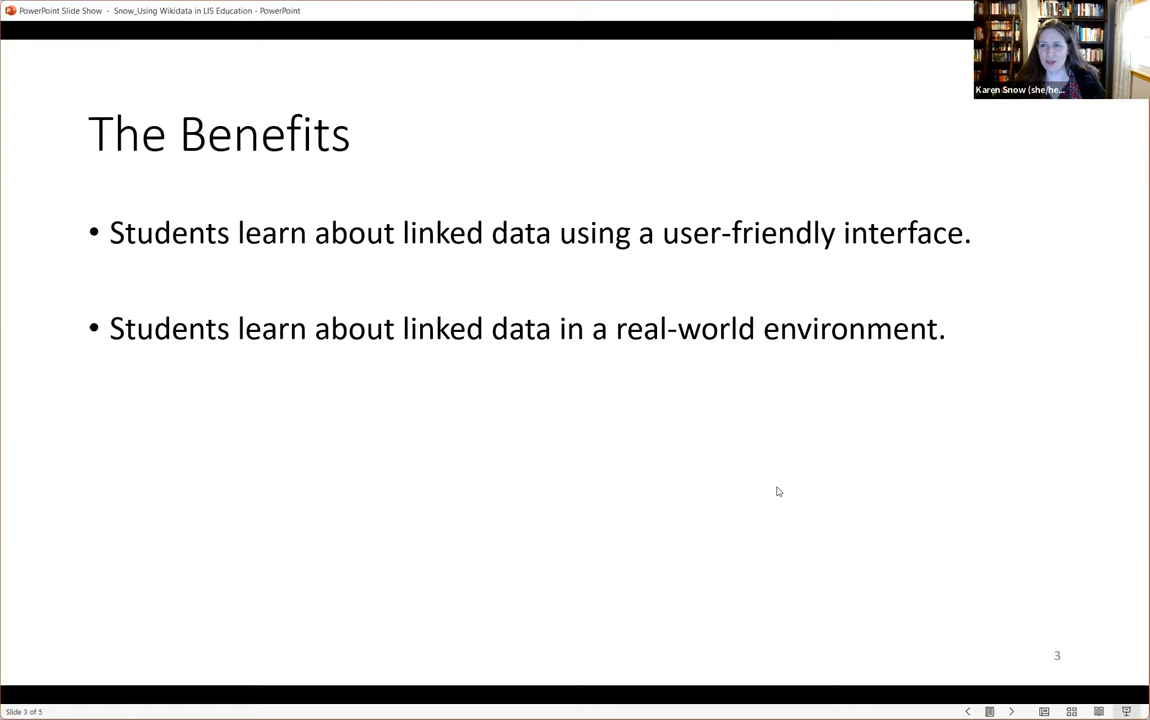 PowerPoint Slide Show - Snow_Using Wikidata in LIS Education - PowerPoint
Karen Snow (she/he...
The Benefits
• Students learn about linked data using a user-friendly interface.
• Students learn about linked data in a real-world environment.
3
Slide 3 of 5